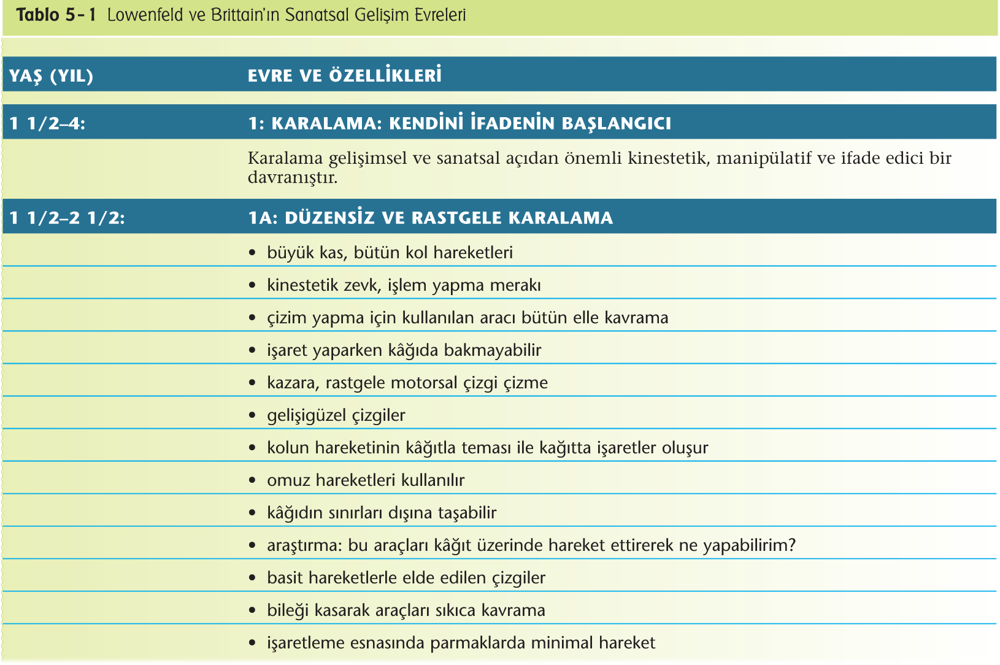 Tablo 5-1 Lowenfeld ve Brittain’ın Sanatsal Gelişim Evreleri
YAŞ (YIL) EVRE VE ÖZELLİKLERİ
1 1/2–4: 1: KARALAMA: KENDİNİ İFADENİN BAŞLANGICI
Karalama gelişimsel ve sanatsal açıdan önemli kinestetik, manipülatif ve ifade edici bir
davranıştır.
1 1/2–2 1/2: 1A: DÜZENSİZ VE RASTGELE KARALAMA
• büyük kas, bütün kol hareketleri
• kinestetik zevk, işlem yapma merakı
• çizim yapma için kullanılan aracı bütün elle kavrama
• işaret yaparken kâğıda bakmayabilir
• kazara, rastgele motorsal çizgi çizme
• gelişigüzel çizgiler
• kolun hareketinin kâğıtla teması ile kağıtta işaretler oluşur
• omuz hareketleri kullanılır
• kâğıdın sınırları dışına taşabilir
• araştırma: bu araçları kâğıt üzerinde hareket ettirerek ne yapabilirim?
• basit hareketlerle elde edilen çizgiler
• bileği kasarak araçları sıkıca kavrama
• işaretleme esnasında parmaklarda minimal hareket